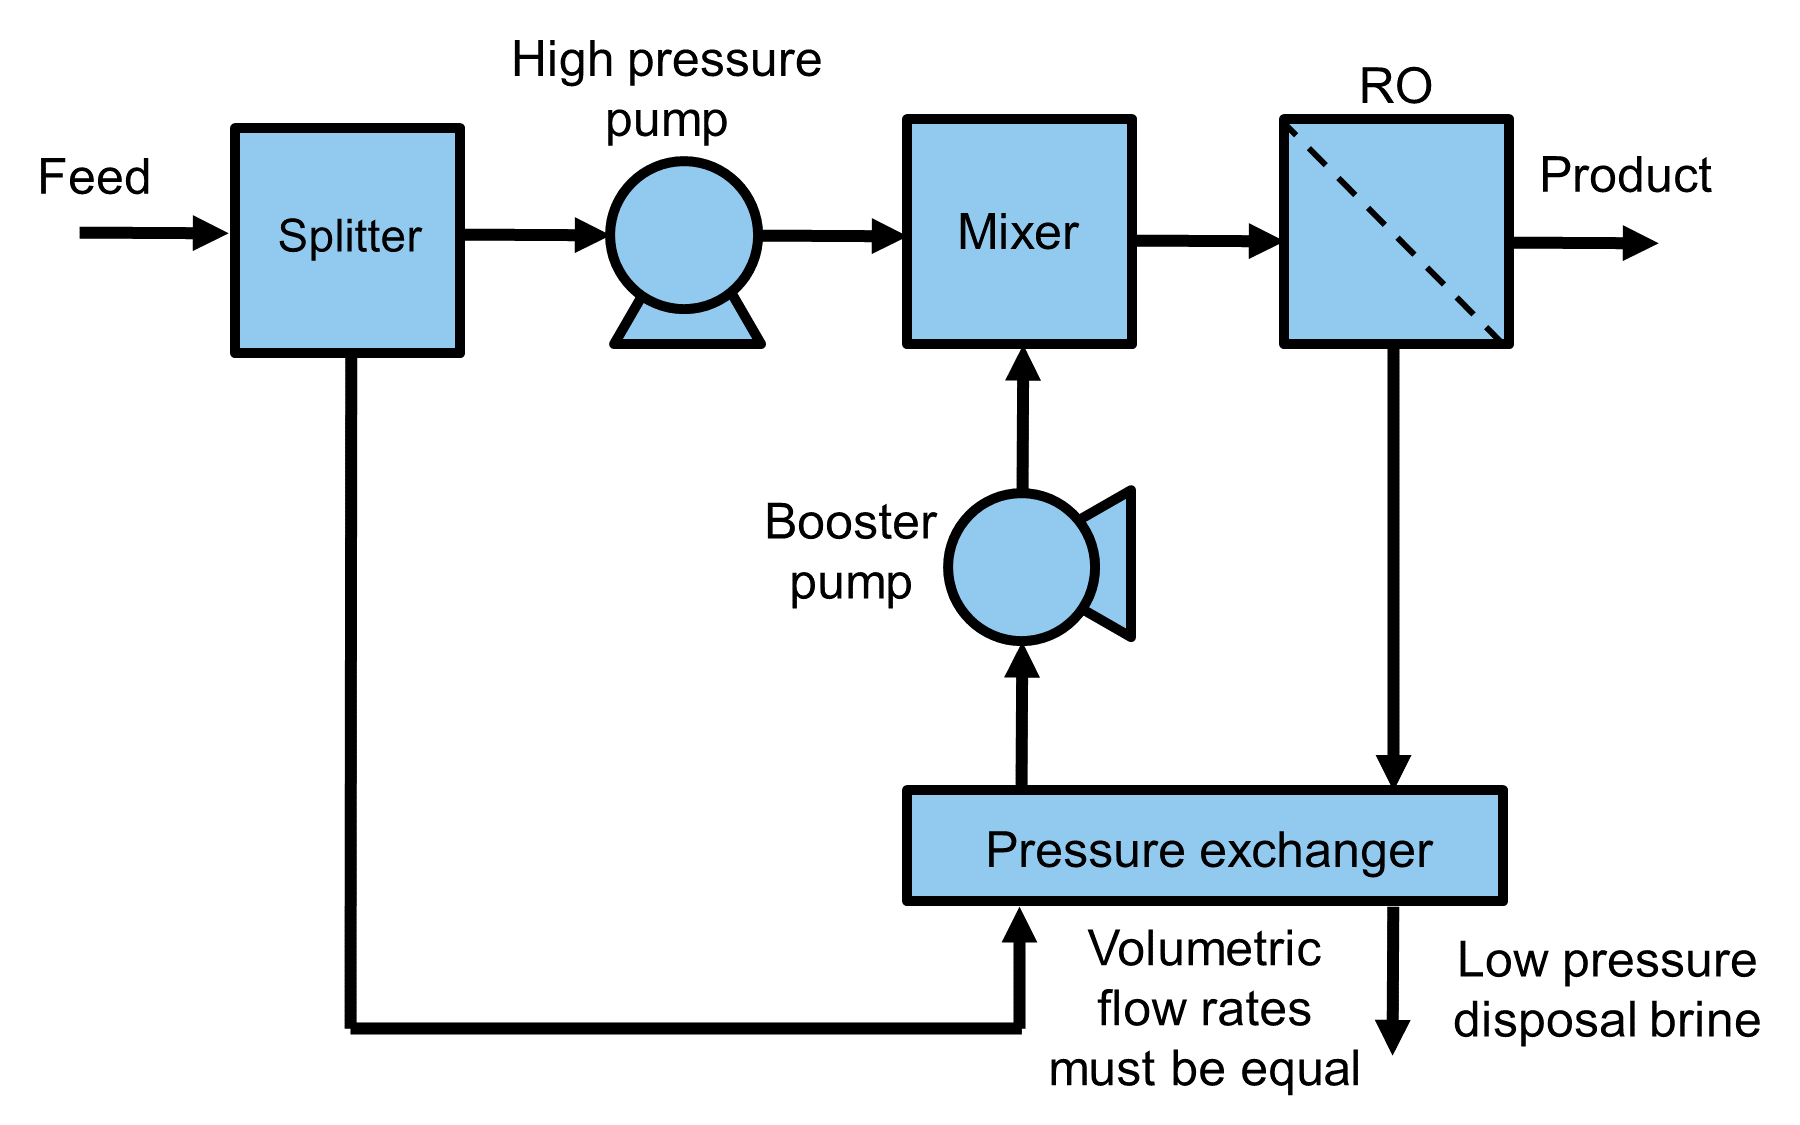 High pressure
pump
RO
Feed
Product
Splitter
Mixer
Booster
pump
Pressure exchanger
Volumetric
flow rates
must be equal
Low pressure
disposal brine